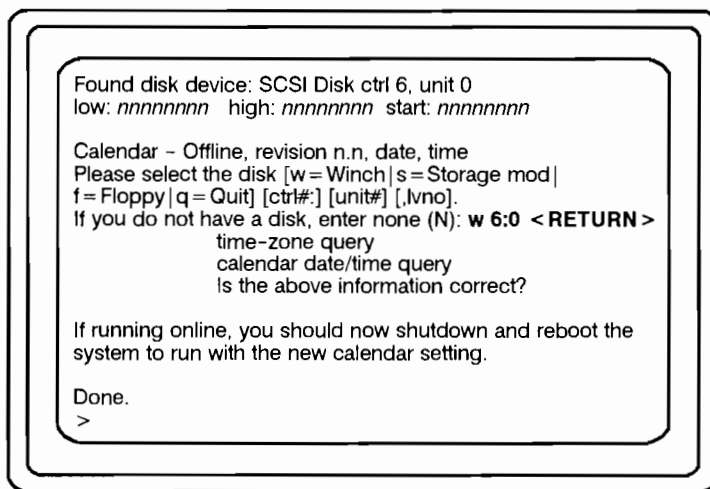 Found disk device: SCSI Disk ctrl 6, unit 0
low: nnnnnnnn high: nnnnnnnn start: nnnnnnnn
Calendar – Offline, revision n.n, date, time
Please select the disk [w=Winch|s=Storage mod|
f=Floppy|q=Quit] [ctrl#:] [unit#] [,lvno].
If you do not have a disk, enter none (N): w 6:0 <RETURN>
time-zone query
calendar date/time query
Is the above information correct?
If running online, you should now shutdown and reboot the
system to run with the new calendar setting.
Done.
>